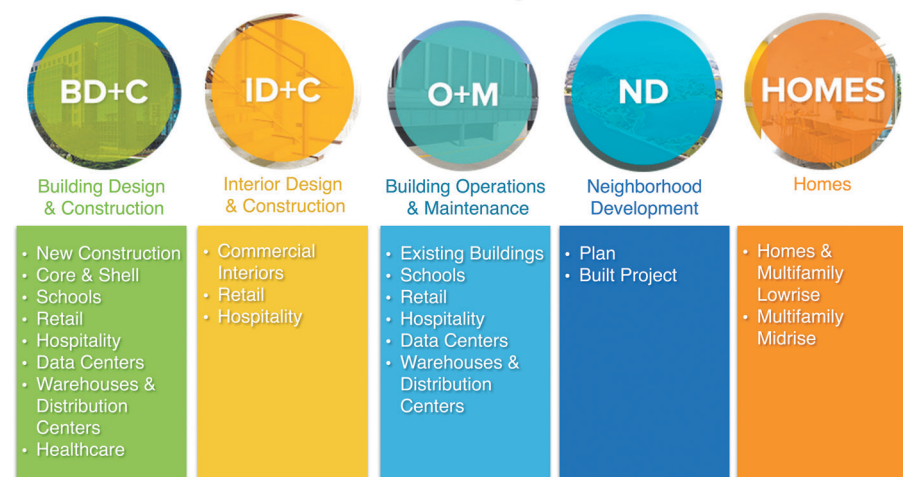 BD+C
Building Design
& Construction
• New Construction
• Core & Shell
• Schools
• Retail
• Hospitality
• Data Centers
• Warehouses &
Distribution
Centers
• Healthcare
ID+C
Interior Design
& Construction
• Commercial
Interiors
• Retail
• Hospitality
O+M
Building Operations
& Maintenance
• Existing Buildings
• Schools
• Retail
• Hospitality
• Data Centers
• Warehouses &
Distribution
Centers
ND
Neighborhood
Development
• Plan
• Built Project
HOMES
Homes
• Homes &
Multifamily
Lowrise
• Multifamily
Midrise